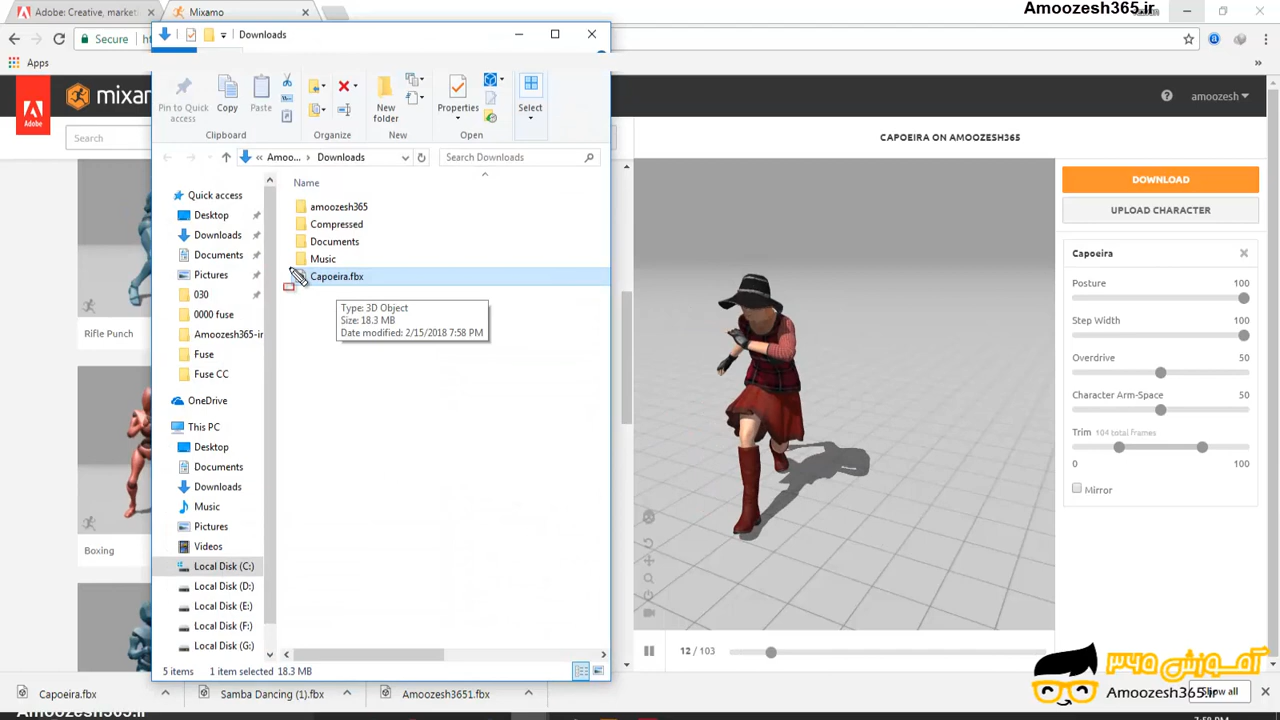 Adobe: Creative, market
Mixamo
Amoozesh365.ir
Downloads
Secure
Apps
mixam
amoozesh
Search
Pin to Quick access
Copy
Paste
New folder
Properties
Select
Clipboard
Organize
New
Open
Amoo...
Downloads
Search Downloads
CAPOEIRA ON AMOOZESH365
Name
Quick access
Desktop
Downloads
Documents
Pictures
030
0000 fuse
Amoozesh365-ir
Fuse
Fuse CC
OneDrive
This PC
Desktop
Documents
Downloads
Music
Pictures
Videos
Local Disk (C:)
Local Disk (D:)
Local Disk (E:)
Local Disk (F:)
Local Disk (G:)
amoozesh365
Compressed
Documents
Music
Capoeira.fbx
Type: 3D Object
Size: 18.3 MB
Date modified: 2/15/2018 7:58 PM
5 items
1 item selected 18.3 MB
Rifle Punch
Boxing
DOWNLOAD
UPLOAD CHARACTER
Capoeira
Posture 100
Step Width 100
Overdrive 50
Character Arm-Space 50
Trim 104 total frames
0 100
Mirror
12 / 103
آمـوزش ۳۶۵
Amoozesh365.ir
Capoeira.fbx
Samba Dancing (1).fbx
Amoozesh3651.fbx
Show all